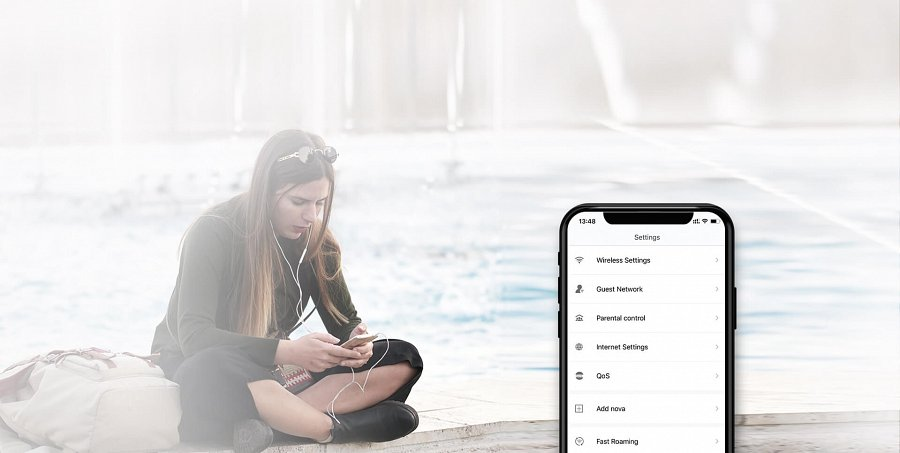 13:48
Settings
Wireless Settings
Guest Network
Parental control
Internet Settings
QoS
Add nova
Fast Roaming